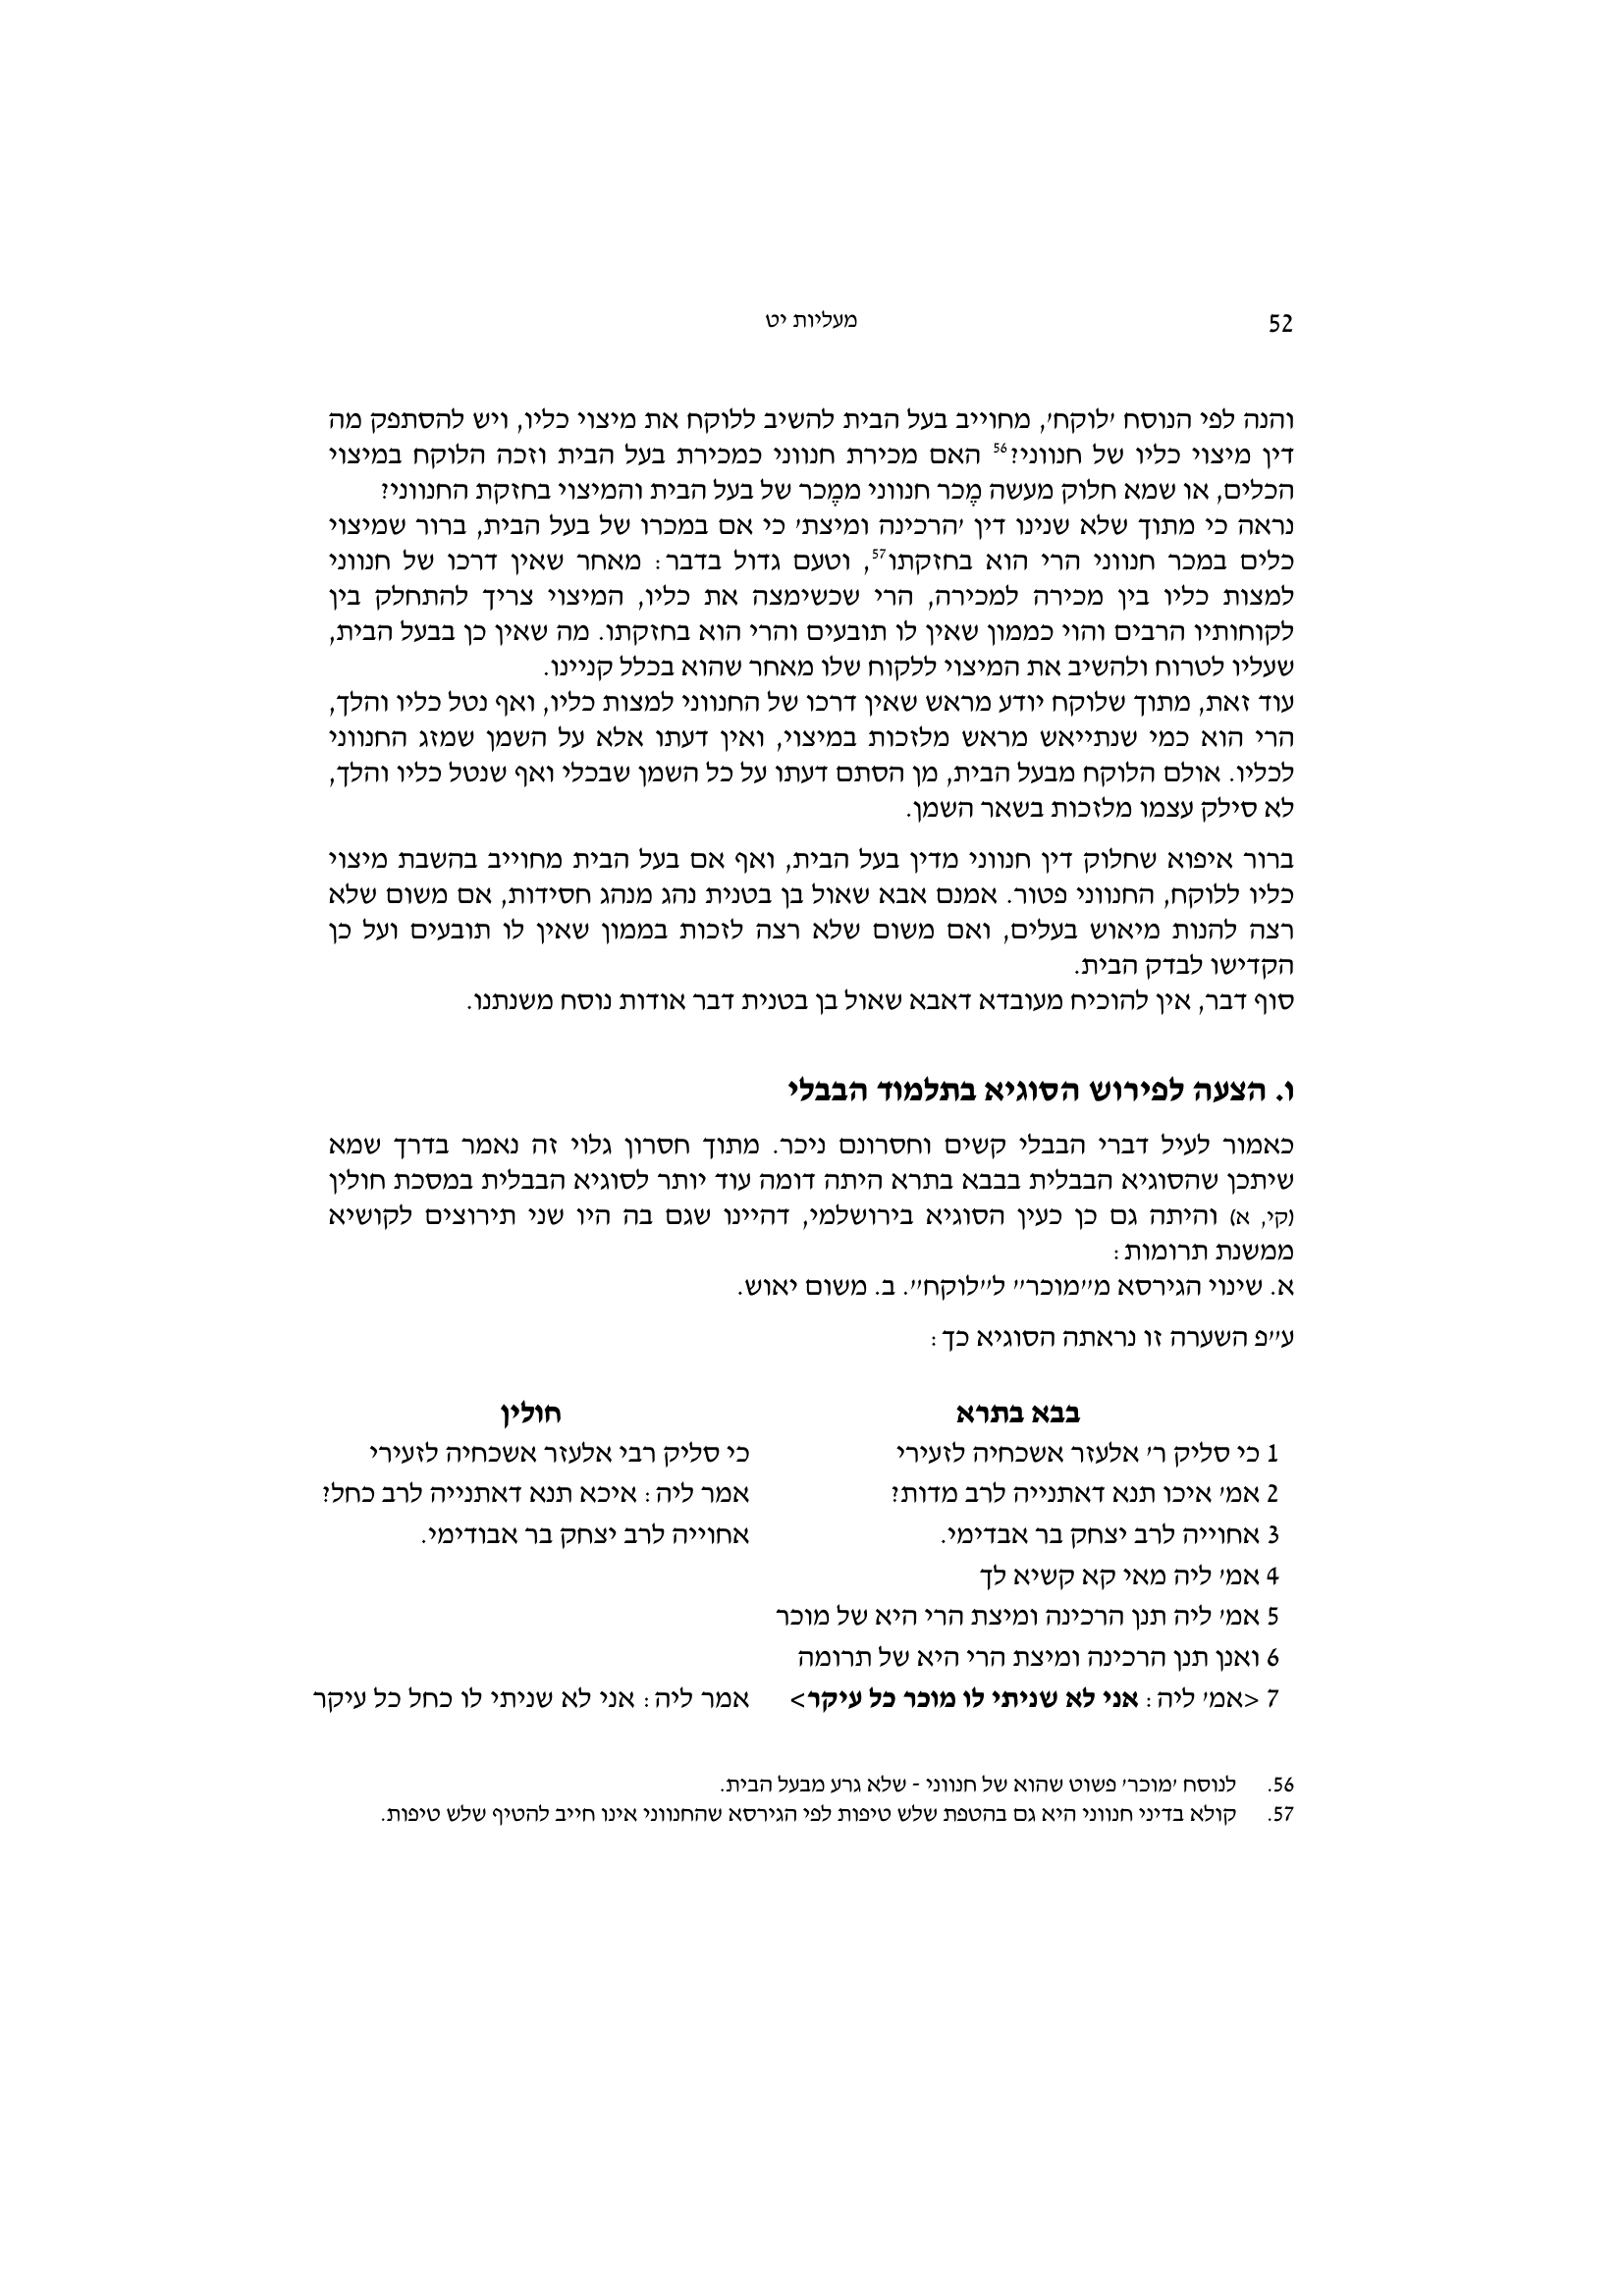 52
מעליות יט
והנה לפי הנוסח ׳לוקח׳, מחוייב בעל הבית להשיב ללוקח את מיצוי כליו, ויש להסתפק מה
דין מיצוי כליו של חנווני?56 האם מכירת חנווני כמכירת בעל הבית וזכה הלוקח במיצוי
הכלים, או שמא חלוק מעשה מֶכר חנווני ממֶכר של בעל הבית והמיצוי בחזקת החנווני?
נראה כי מתוך שלא שנינו דין ׳הרכינה ומיצת׳ כי אם במכרו של בעל הבית, ברור שמיצוי
כלים במכר חנווני הרי הוא בחזקתו57, וטעם גדול בדבר: מאחר שאין דרכו של חנווני
למצות כליו בין מכירה למכירה, הרי שכשימצה את כליו, המיצוי צריך להתחלק בין
לקוחותיו הרבים והוי כממון שאין לו תובעים והרי הוא בחזקתו. מה שאין כן בבעל הבית,
שעליו לטרוח ולהשיב את המיצוי ללקוח שלו מאחר שהוא בכלל קניינו.
עוד זאת, מתוך שלוקח יודע מראש שאין דרכו של החנווני למצות כליו, ואף נטל כליו והלך,
הרי הוא כמי שנתייאש מראש מלזכות במיצוי, ואין דעתו אלא על השמן שמזג החנווני
לכליו. אולם הלוקח מבעל הבית, מן הסתם דעתו על כל השמן שבכלי ואף שנטל כליו והלך,
לא סילק עצמו מלזכות בשאר השמן.
ברור איפוא שחלוק דין חנווני מדין בעל הבית, ואף אם בעל הבית מחוייב בהשבת מיצוי
כליו ללוקח, החנווני פטור. אמנם אבא שאול בן בטנית נהג מנהג חסידות, אם משום שלא
רצה להנות מיאוש בעלים, ואם משום שלא רצה לזכות בממון שאין לו תובעים ועל כן
הקדישו לבדק הבית.
סוף דבר, אין להוכיח מעובדא דאבא שאול בן בטנית דבר אודות נוסח משנתנו.
ו. הצעה לפירוש הסוגיא בתלמוד הבבלי
כאמור לעיל דברי הבבלי קשים וחסרונם ניכר. מתוך חסרון גלוי זה נאמר בדרך שמא
שיתכן שהסוגיא הבבלית בבבא בתרא היתה דומה עוד יותר לסוגיא הבבלית במסכת חולין
(קי, א) והיתה גם כן כעין הסוגיא בירושלמי, דהיינו שגם בה היו שני תירוצים לקושיא
ממשנת תרומות:
א. שינוי הגירסא מ״מוכר״ ל״לוקח״. ב. משום יאוש.
ע״פ השערה זו נראתה הסוגיא כך:
בבא בתרא חולין
1 כי סליק ר׳ אלעזר אשכחיה לזעירי כי סליק רבי אלעזר אשכחיה לזעירי
2 אמ׳ איכו תנא דאתנייה לרב מדות? אמר ליה: איכא תנא דאתנייה לרב כחל?
3 אחוייה לרב יצחק בר אבדימי. אחוייה לרב יצחק בר אבודימי.
4 אמ׳ ליה מאי קא קשיא לך
5 אמ׳ ליה תנן הרכינה ומיצת הרי היא של מוכר
6 ואנן תנן הרכינה ומיצת הרי היא של תרומה
7 <אמ׳ ליה: אני לא שניתי לו מוכר כל עיקר> אמר ליה: אני לא שניתי לו כחל כל עיקר
56. לנוסח ׳מוכר׳ פשוט שהוא של חנווני - שלא גרע מבעל הבית.
57. קולא בדיני חנווני היא גם בהטפת שלש טיפות לפי הגירסא שהחנווני אינו חייב להטיף שלש טיפות.